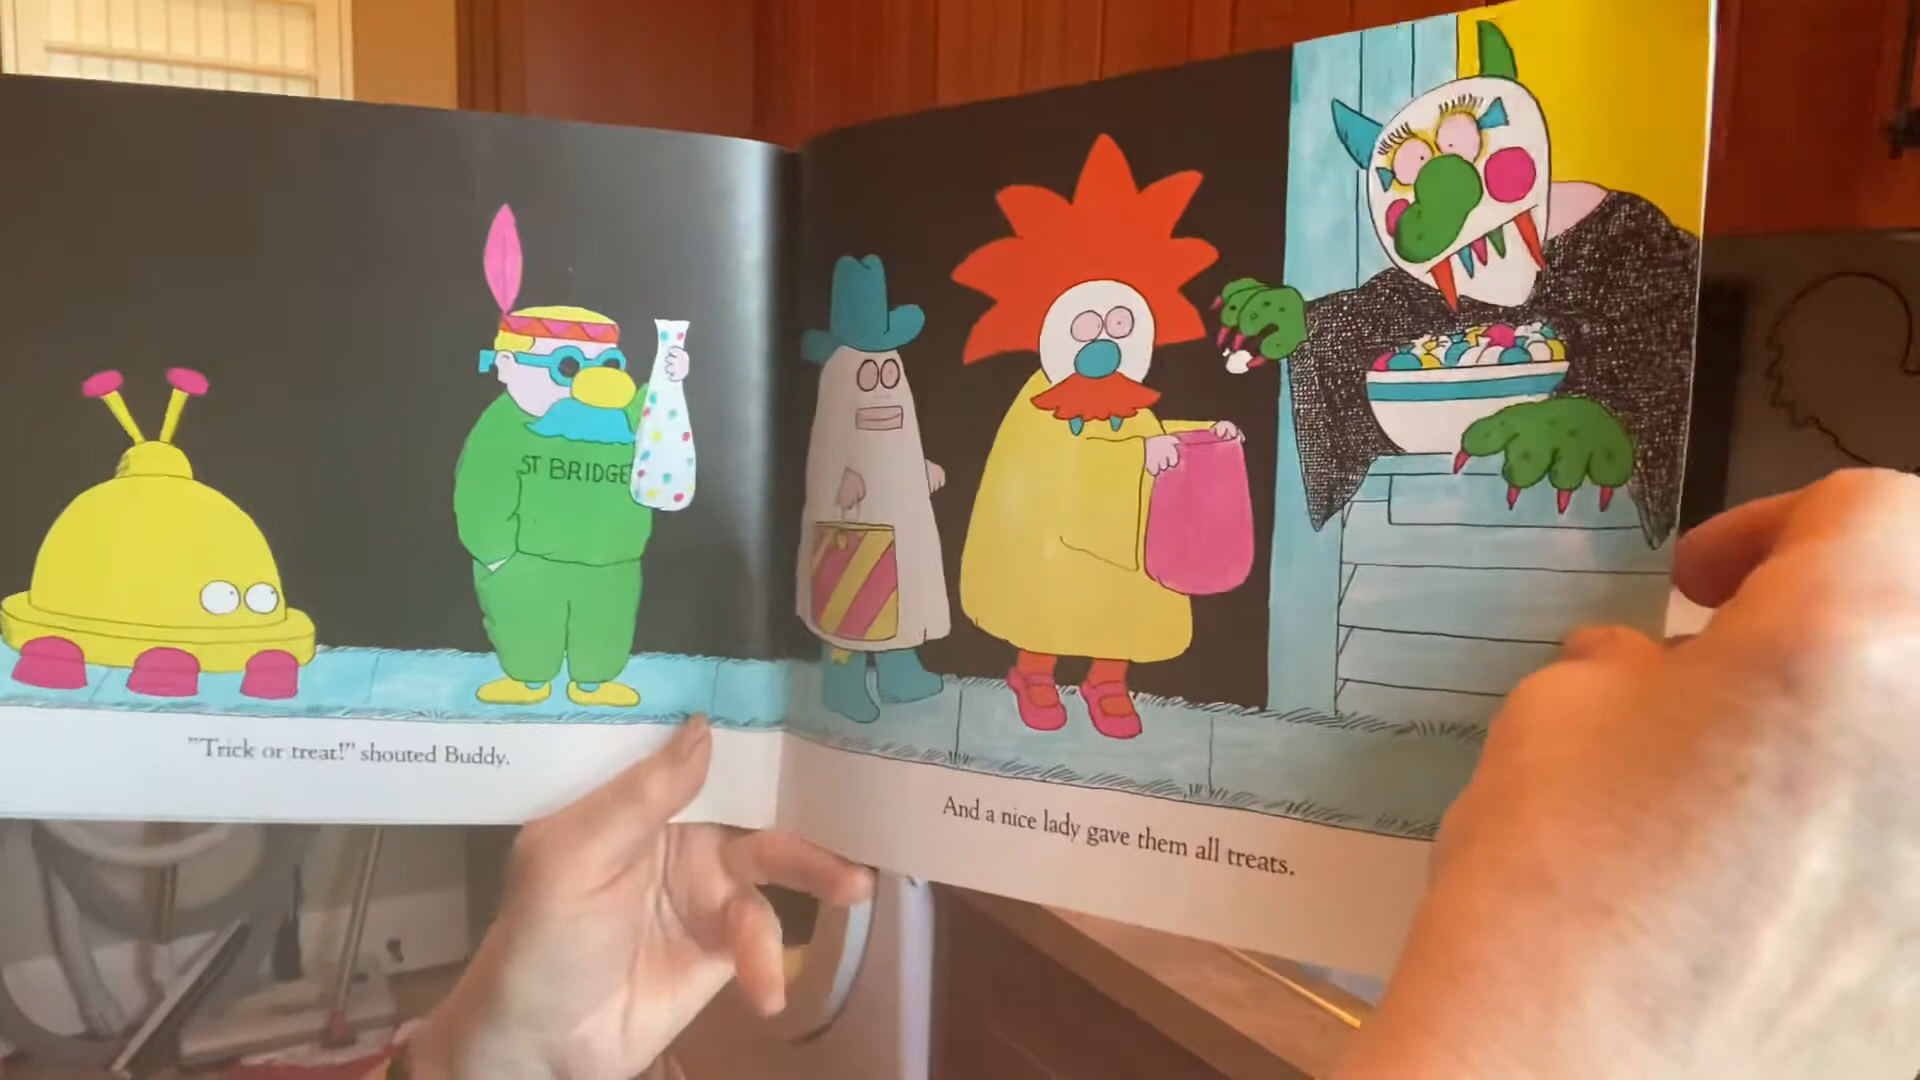 ST BRIDGE
"Trick or treat!" shouted Buddy.
And a nice lady gave them all treats.